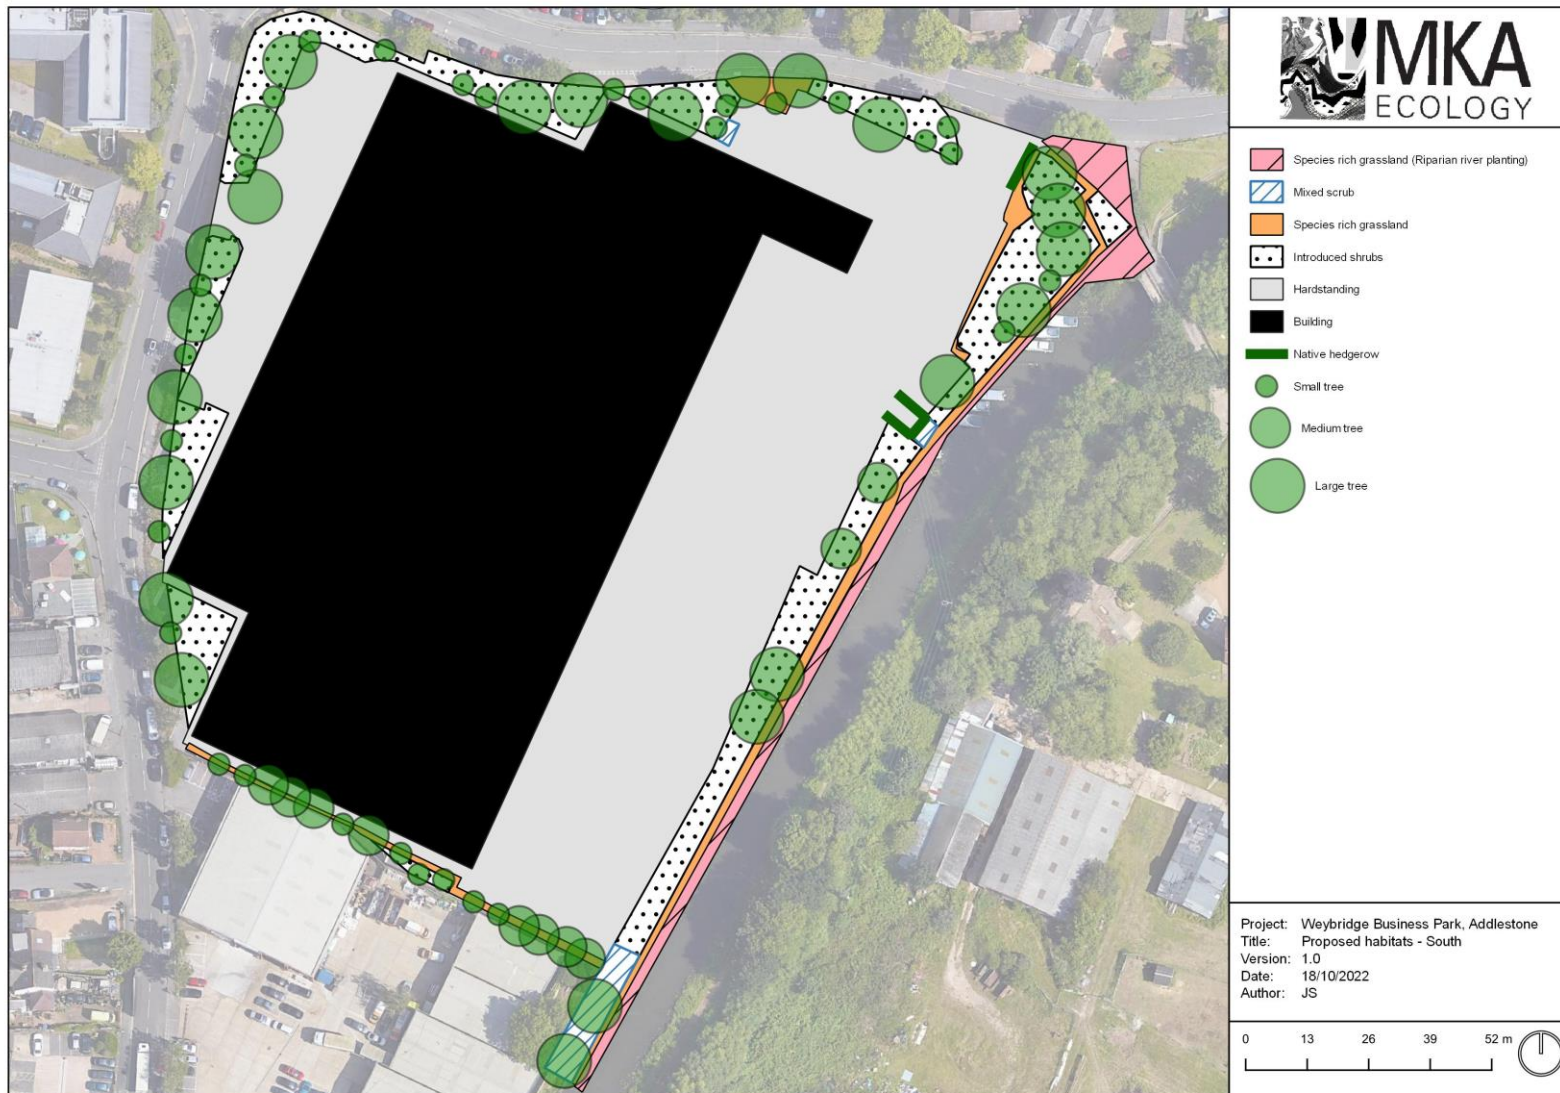 MKA
ECOLOGY
Species rich grassland (Riparian river planting)
Mixed scrub
Species rich grassland
Introduced shrubs
Hardstanding
Building
Native hedgerow
Small tree
Medium tree
Large tree
Project: Weybridge Business Park, Addlestone
Title: Proposed habitats - South
Version: 1.0
Date: 18/10/2022
Author: JS
0 13 26 39 52 m